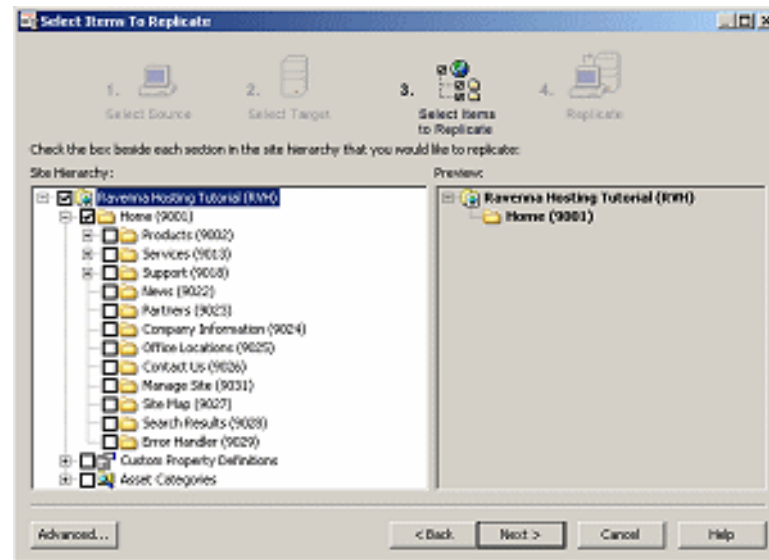 Select Items To Replicate
1.
Select Source
2.
Select Target
3.
Select Items
to Replicate
4.
Replicate
Check the box beside each section in the site hierarchy that you would like to replicate:
Site Hierarchy:
Ravenna Hosting Tutorial (RVH)
Home (9001)
Products (9002)
Services (9013)
Support (9018)
News (9022)
Partners (9023)
Company Information (9024)
Office Locations (9025)
Contact Us (9026)
Manage Site (9031)
Site Map (9027)
Search Results (9028)
Error Handler (9029)
Custom Property Definitions
Asset Categories
Preview:
Ravenna Hosting Tutorial (RVH)
Home (9001)
Advanced...
< Back
Next >
Cancel
Help